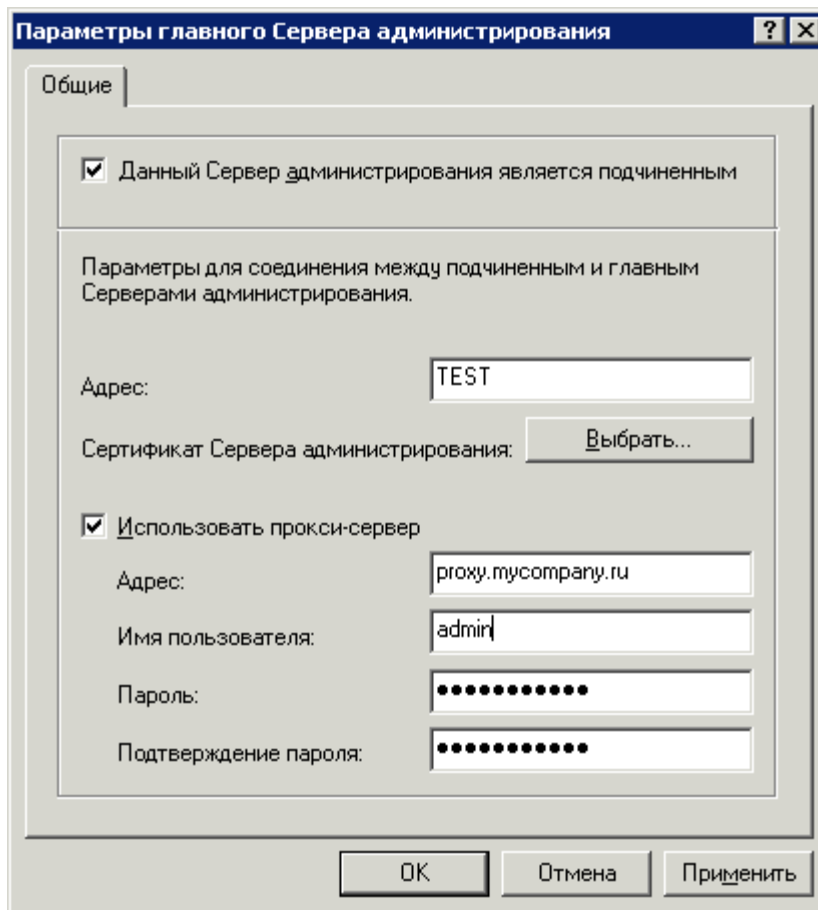 Параметры главного Сервера администрирования
Общие
Данный Сервер администрирования является подчиненным
Параметры для соединения между подчиненным и главным
Серверами администрирования.
Адрес: TEST
Сертификат Сервера администрирования: Выбрать...
Использовать прокси-сервер
Адрес: proxy.mycompany.ru
Имя пользователя: admin
Пароль: ●●●●●●●●●●●
Подтверждение пароля: ●●●●●●●●●●●
OK Отмена Применить